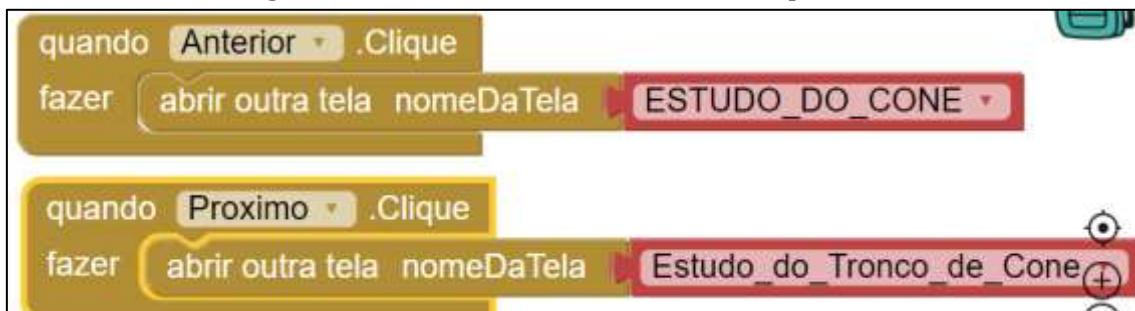 quando Anterior .Clique
fazer abrir outra tela nomeDaTela ESTUDO_DO_CONE
quando Proximo .Clique
fazer abrir outra tela nomeDaTela Estudo_do_Tronco_de_Cone